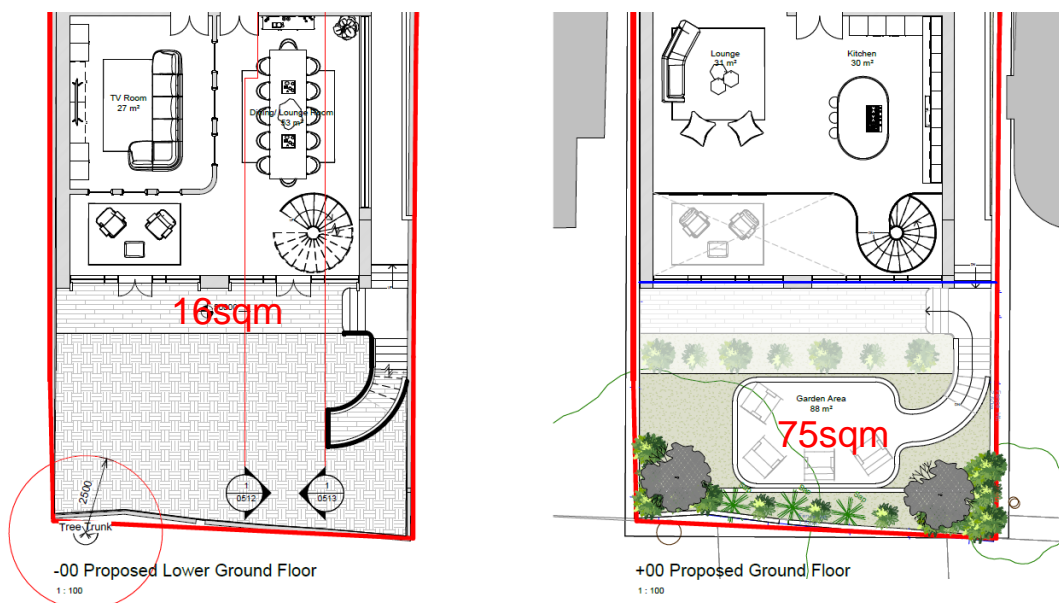 TV Room
27 m²
Dining/ Lounge Room
53 m²
16sqm
2500
Tree Trunk
1
0512
1
0513
-00 Proposed Lower Ground Floor
1 : 100
Lounge
31 m²
Kitchen
30 m²
Garden Area
88 m²
75sqm
+00 Proposed Ground Floor
1 : 100